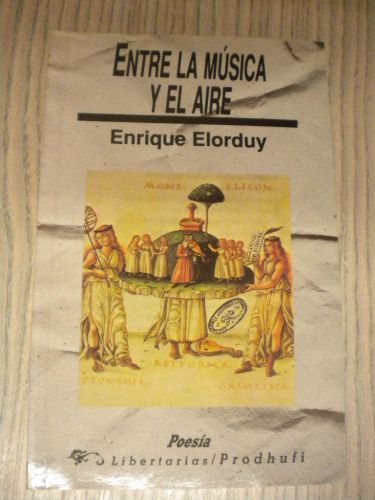 ENTRE LA MÚSICA
Y EL AIRE
Enrique Elorduy
MONS ELICON
RETTORICA
TRONOMIA
GRAMATICA
Poesía
Libertarias/Prodhufi